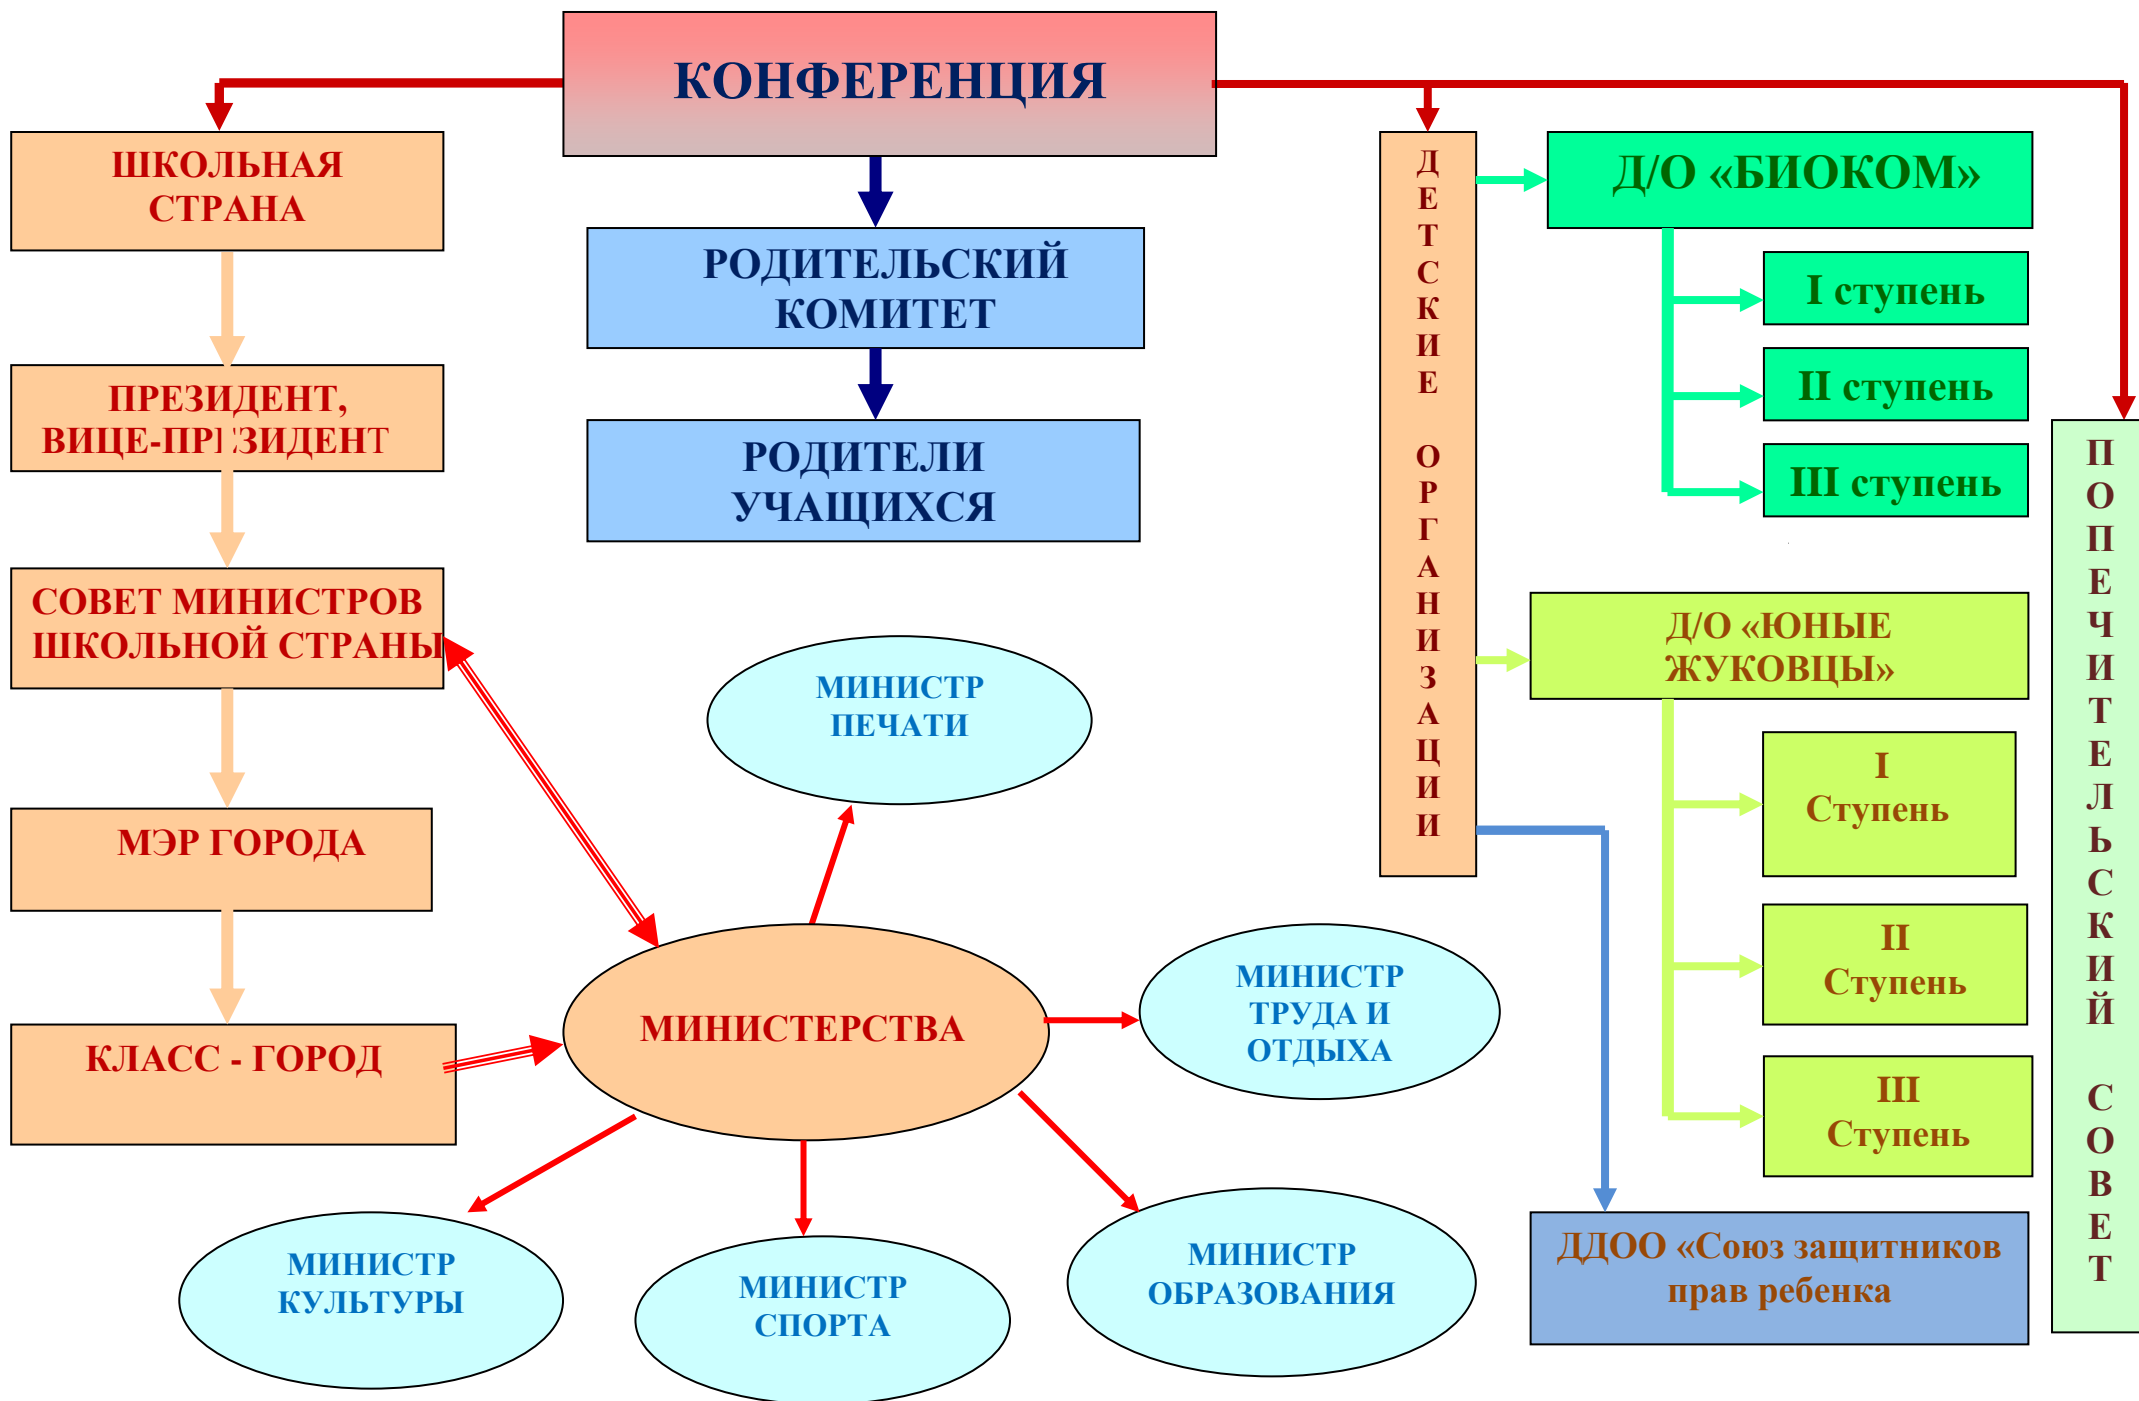 КОНФЕРЕНЦИЯ
ШКОЛЬНАЯ
СТРАНА
ПРЕЗИДЕНТ,
ВИЦЕ-ПРЕЗИДЕНТ
СОВЕТ МИНИСТРОВ
ШКОЛЬНОЙ СТРАНЫ
МЭР ГОРОДА
КЛАСС - ГОРОД
РОДИТЕЛЬСКИЙ
КОМИТЕТ
РОДИТЕЛИ
УЧАЩИХСЯ
МИНИСТР
ПЕЧАТИ
МИНИСТЕРСТВА
МИНИСТР
ТРУДА И
ОТДЫХА
МИНИСТР
КУЛЬТУРЫ
МИНИСТР
СПОРТА
МИНИСТР
ОБРАЗОВАНИЯ
ДЕТСКИЕ ОРГАНИЗАЦИИ
Д/О «БИОКОМ»
I ступень
II ступень
III ступень
Д/О «ЮНЫЕ
ЖУКОВЦЫ»
I
Ступень
II
Ступень
III
Ступень
ДДОО «Союз защитников
прав ребенка
ПОПЕЧИТЕЛЬСКИЙ СОВЕТ